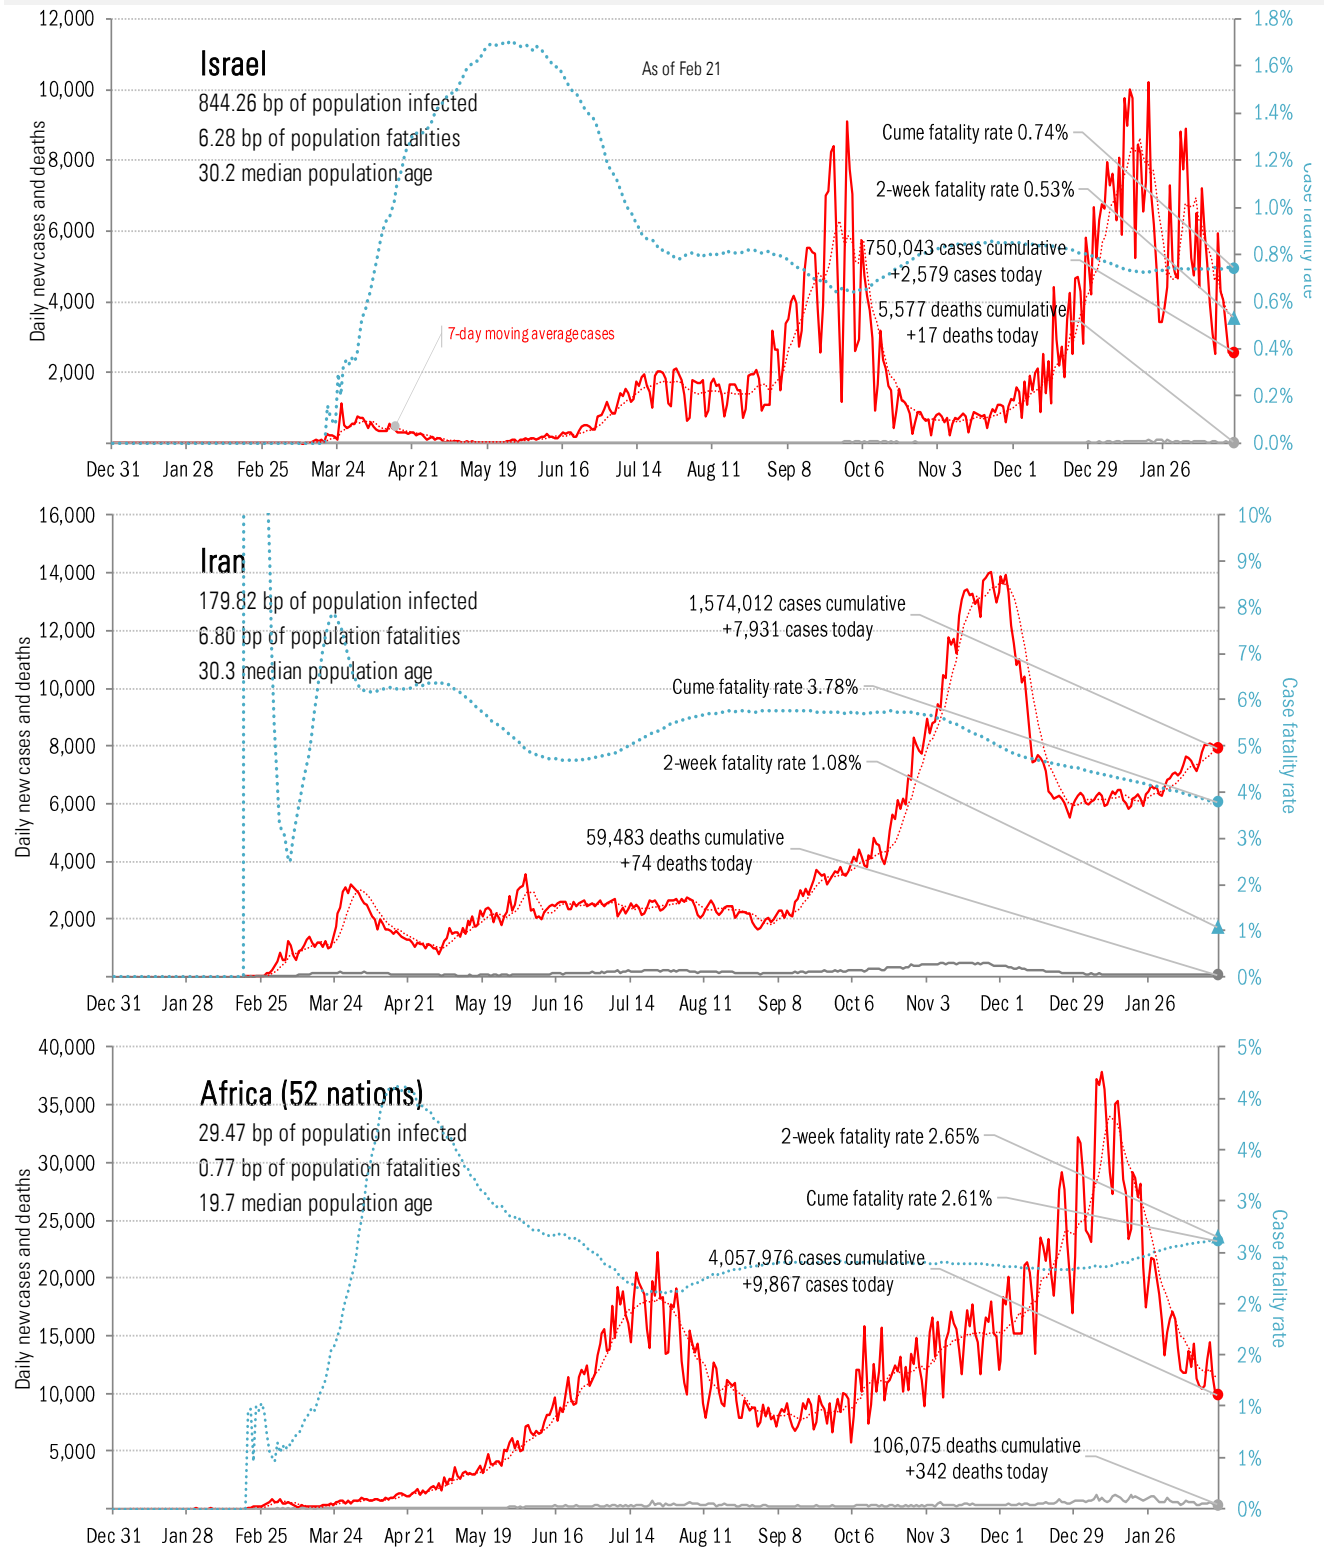 12,000
10,000
8,000
6,000
4,000
2,000
Daily new cases and deaths
Israel
844.26 bp of population infected
6.28 bp of population fatalities
30.2 median population age
As of Feb 21
7-day moving average cases
Cume fatality rate 0.74%
2-week fatality rate 0.53%
750,043 cases cumulative
+2,579 cases today
5,577 deaths cumulative
+17 deaths today
1.8%
1.6%
1.4%
1.2%
1.0%
0.8%
0.6%
0.4%
0.2%
0.0%
Case fatality rate
Dec 31 Jan 28 Feb 25 Mar 24 Apr 21 May 19 Jun 16 Jul 14 Aug 11 Sep 8 Oct 6 Nov 3 Dec 1 Dec 29 Jan 26
16,000
14,000
12,000
10,000
8,000
6,000
4,000
2,000
Daily new cases and deaths
Iran
179.82 bp of population infected
6.80 bp of population fatalities
30.3 median population age
1,574,012 cases cumulative
+7,931 cases today
Cume fatality rate 3.78%
2-week fatality rate 1.08%
59,483 deaths cumulative
+74 deaths today
10%
9%
8%
7%
6%
5%
4%
3%
2%
1%
0%
Case fatality rate
Dec 31 Jan 28 Feb 25 Mar 24 Apr 21 May 19 Jun 16 Jul 14 Aug 11 Sep 8 Oct 6 Nov 3 Dec 1 Dec 29 Jan 26
40,000
35,000
30,000
25,000
20,000
15,000
10,000
5,000
Daily new cases and deaths
Africa (52 nations)
29.47 bp of population infected
0.77 bp of population fatalities
19.7 median population age
2-week fatality rate 2.65%
Cume fatality rate 2.61%
4,057,976 cases cumulative
+9,867 cases today
106,075 deaths cumulative
+342 deaths today
5%
4%
4%
3%
3%
2%
2%
1%
1%
0%
Case fatality rate
Dec 31 Jan 28 Feb 25 Mar 24 Apr 21 May 19 Jun 16 Jul 14 Aug 11 Sep 8 Oct 6 Nov 3 Dec 1 Dec 29 Jan 26